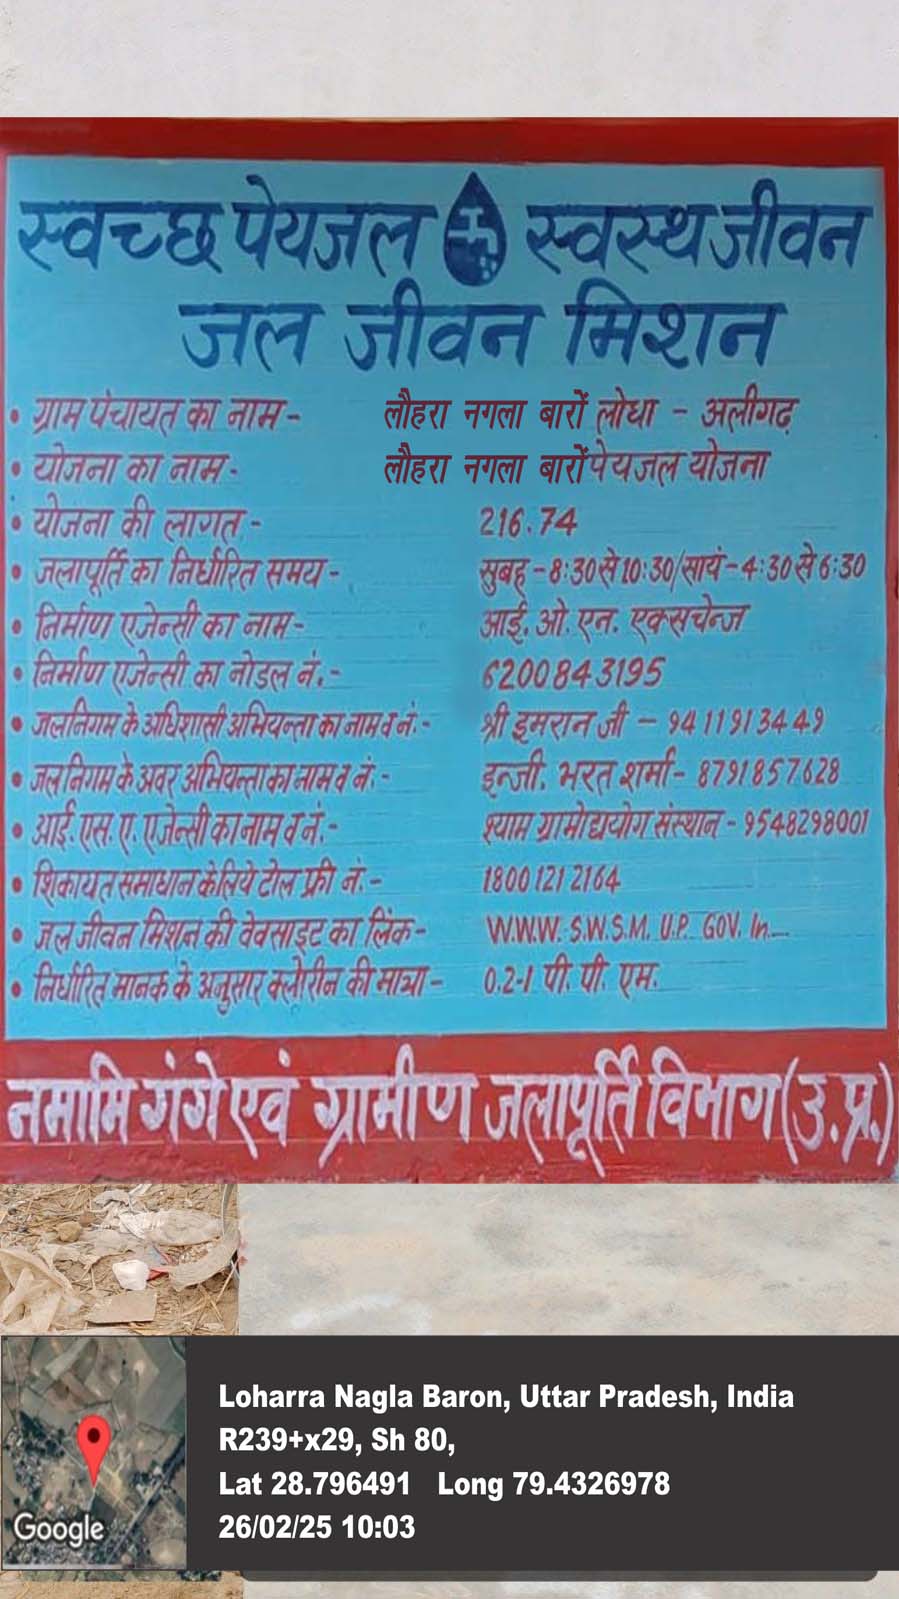 स्वच्छ पेयजल स्वस्थ जीवन
जल जीवन मिशन
• ग्राम पंचायत का नाम - लौहरा नगला बारों लोधा - अलीगढ़
• योजना का नाम - लौहरा नगला बारों पेयजल योजना
• योजना की लागत - 216.74
• जलापूर्ति का निर्धारित समय - सुबह - 8:30 से 10:30/सायं - 4:30 से 6:30
• निर्माण एजेन्सी का नाम - आई. ओ. एन. एक्सचेन्ज
• निर्माण एजेन्सी का नोडल नं. - 6200843195
• जलनिगम के अधिशासी अभियन्ता का नाम व नं. - श्री इमरान जी - 9411913449
• जल निगम के अवर अभियन्ता का नाम व नं. - इन्जी. भरत शर्मा - 8791857628
• आई. एस. ए. एजेन्सी का नाम व नं. - श्याम ग्रामोद्ययोग संस्थान - 9548298001
• शिकायत समाधान के लिये टोल फ्री नं. - 1800 121 2164
• जल जीवन मिशन की वेवसाइट का लिंक - W.W.W. S.W.S.M. U.P. GOV. In
• निर्धारित मानक के अनुसार क्लोरीन की मात्रा - 0.2-1 पी. पी. एम.
नमामि गंगे एवं ग्रामीण जलापूर्ति विभाग (उ.प्र.)
Loharra Nagla Baron, Uttar Pradesh, India
R239+x29, Sh 80,
Lat 28.796491 Long 79.4326978
26/02/25 10:03
Google